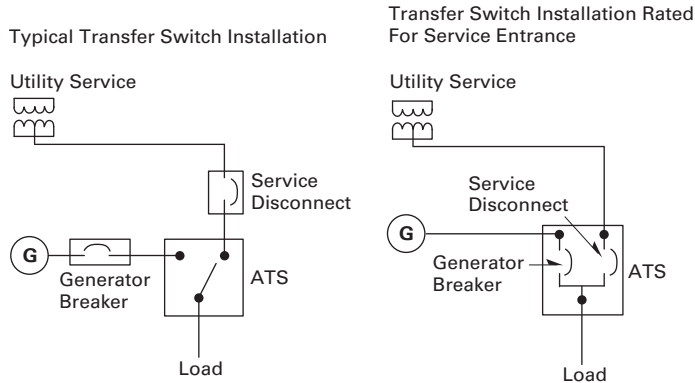 Typical Transfer Switch Installation
Utility Service
Service
Disconnect
G
Generator
Breaker
ATS
Load
Transfer Switch Installation Rated
For Service Entrance
Utility Service
Service
Disconnect
G
Generator
Breaker
ATS
Load